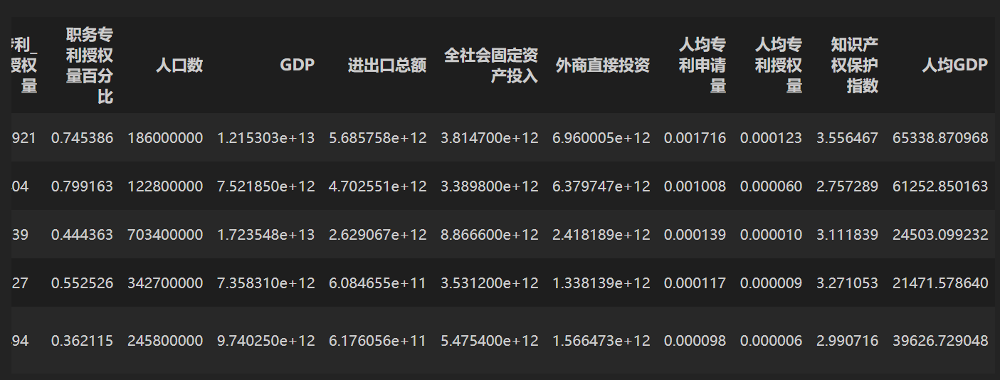 利_ 授权 量 职务专 利授权 量百分 比 人口数 GDP 进出口总额 全社会固定资 产投入 外商直接投资 人均专 利申请 量 人均专 利授权 量 知识产 权保护 指数 人均GDP
921 0.745386 186000000 1.215303e+13 5.685758e+12 3.814700e+12 6.960005e+12 0.001716 0.000123 3.556467 65338.870968
04 0.799163 122800000 7.521850e+12 4.702551e+12 3.389800e+12 6.379747e+12 0.001008 0.000060 2.757289 61252.850163
39 0.444363 703400000 1.723548e+13 2.629067e+12 8.866600e+12 2.418189e+12 0.000139 0.000010 3.111839 24503.099232
27 0.552526 342700000 7.358310e+12 6.084655e+11 3.531200e+12 1.338139e+12 0.000117 0.000009 3.271053 21471.578640
94 0.362115 245800000 9.740250e+12 6.176056e+11 5.475400e+12 1.566473e+12 0.000098 0.000006 2.990716 39626.729048